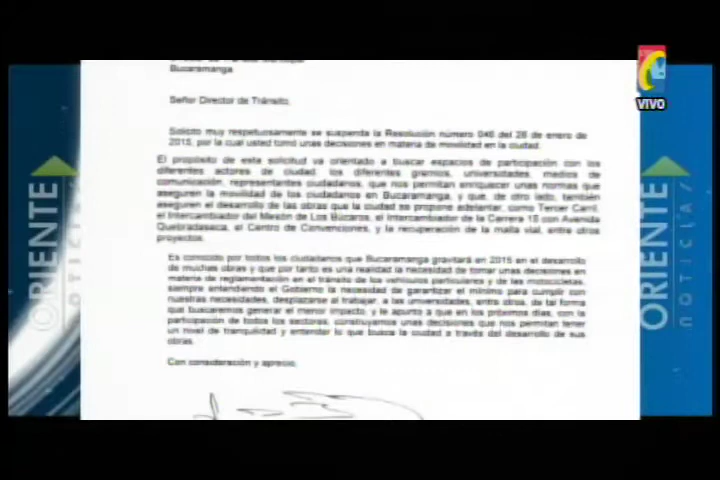 Bucaramanga
Señor Director de Tránsito,
Solicito muy respetuosamente se suspenda la Resolución número 046 del 28 de enero de
2015, por la cual usted tomó unas decisiones en materia de movilidad en la ciudad.
El propósito de esta solicitud va orientado a buscar espacios de participación con los
diferentes actores de ciudad, los diferentes gremios, universidades, medios de
comunicación, representantes ciudadanos, que nos permitan enriquecer unas normas que
aseguren la movilidad de los ciudadanos en Bucaramanga, y que, de otro lado, también
aseguren el desarrollo de las obras que la ciudad se propone adelantar, como Tercer Carril,
el Intercambiador del Mesón de Los Búcaros, el Intercambiador de la Carrera 15 con Avenida
Quebradaseca, el Centro de Convenciones, y la recuperación de la malla vial, entre otros
proyectos.
Es conocido por todos los ciudadanos que Bucaramanga gravitará en 2015 en el desarrollo
de muchas obras y que por tanto es una realidad la necesidad de tomar unas decisiones en
materia de reglamentación en el tránsito de los vehículos particulares y de las motocicletas,
siempre entendiendo el Gobierno la necesidad de garantizar el mínimo para cumplir con
nuestras necesidades, desplazarse al trabajar, a las universidades, entre otros, de tal forma
que buscaremos generar el menor impacto, y le apunto a que en los próximos días, con la
participación de todos los sectores, construyamos unas decisiones que nos permitan tener
un nivel de tranquilidad y entender lo que busca la ciudad a través del desarrollo de sus
obras.
Con consideración y aprecio,
VIVO
ORIENTE
NOTICIAS
ORIENTE
NOTICIAS